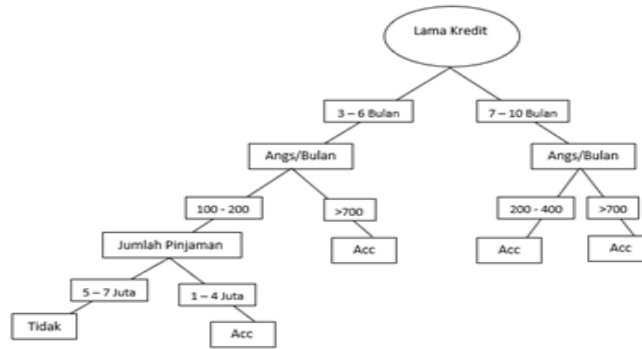 Lama Kredit
3 – 6 Bulan
7 – 10 Bulan
Angs/Bulan
Angs/Bulan
100 - 200
>700
200 - 400
>700
Jumlah Pinjaman
Acc
Acc
Acc
5 – 7 Juta
1 – 4 Juta
Tidak
Acc